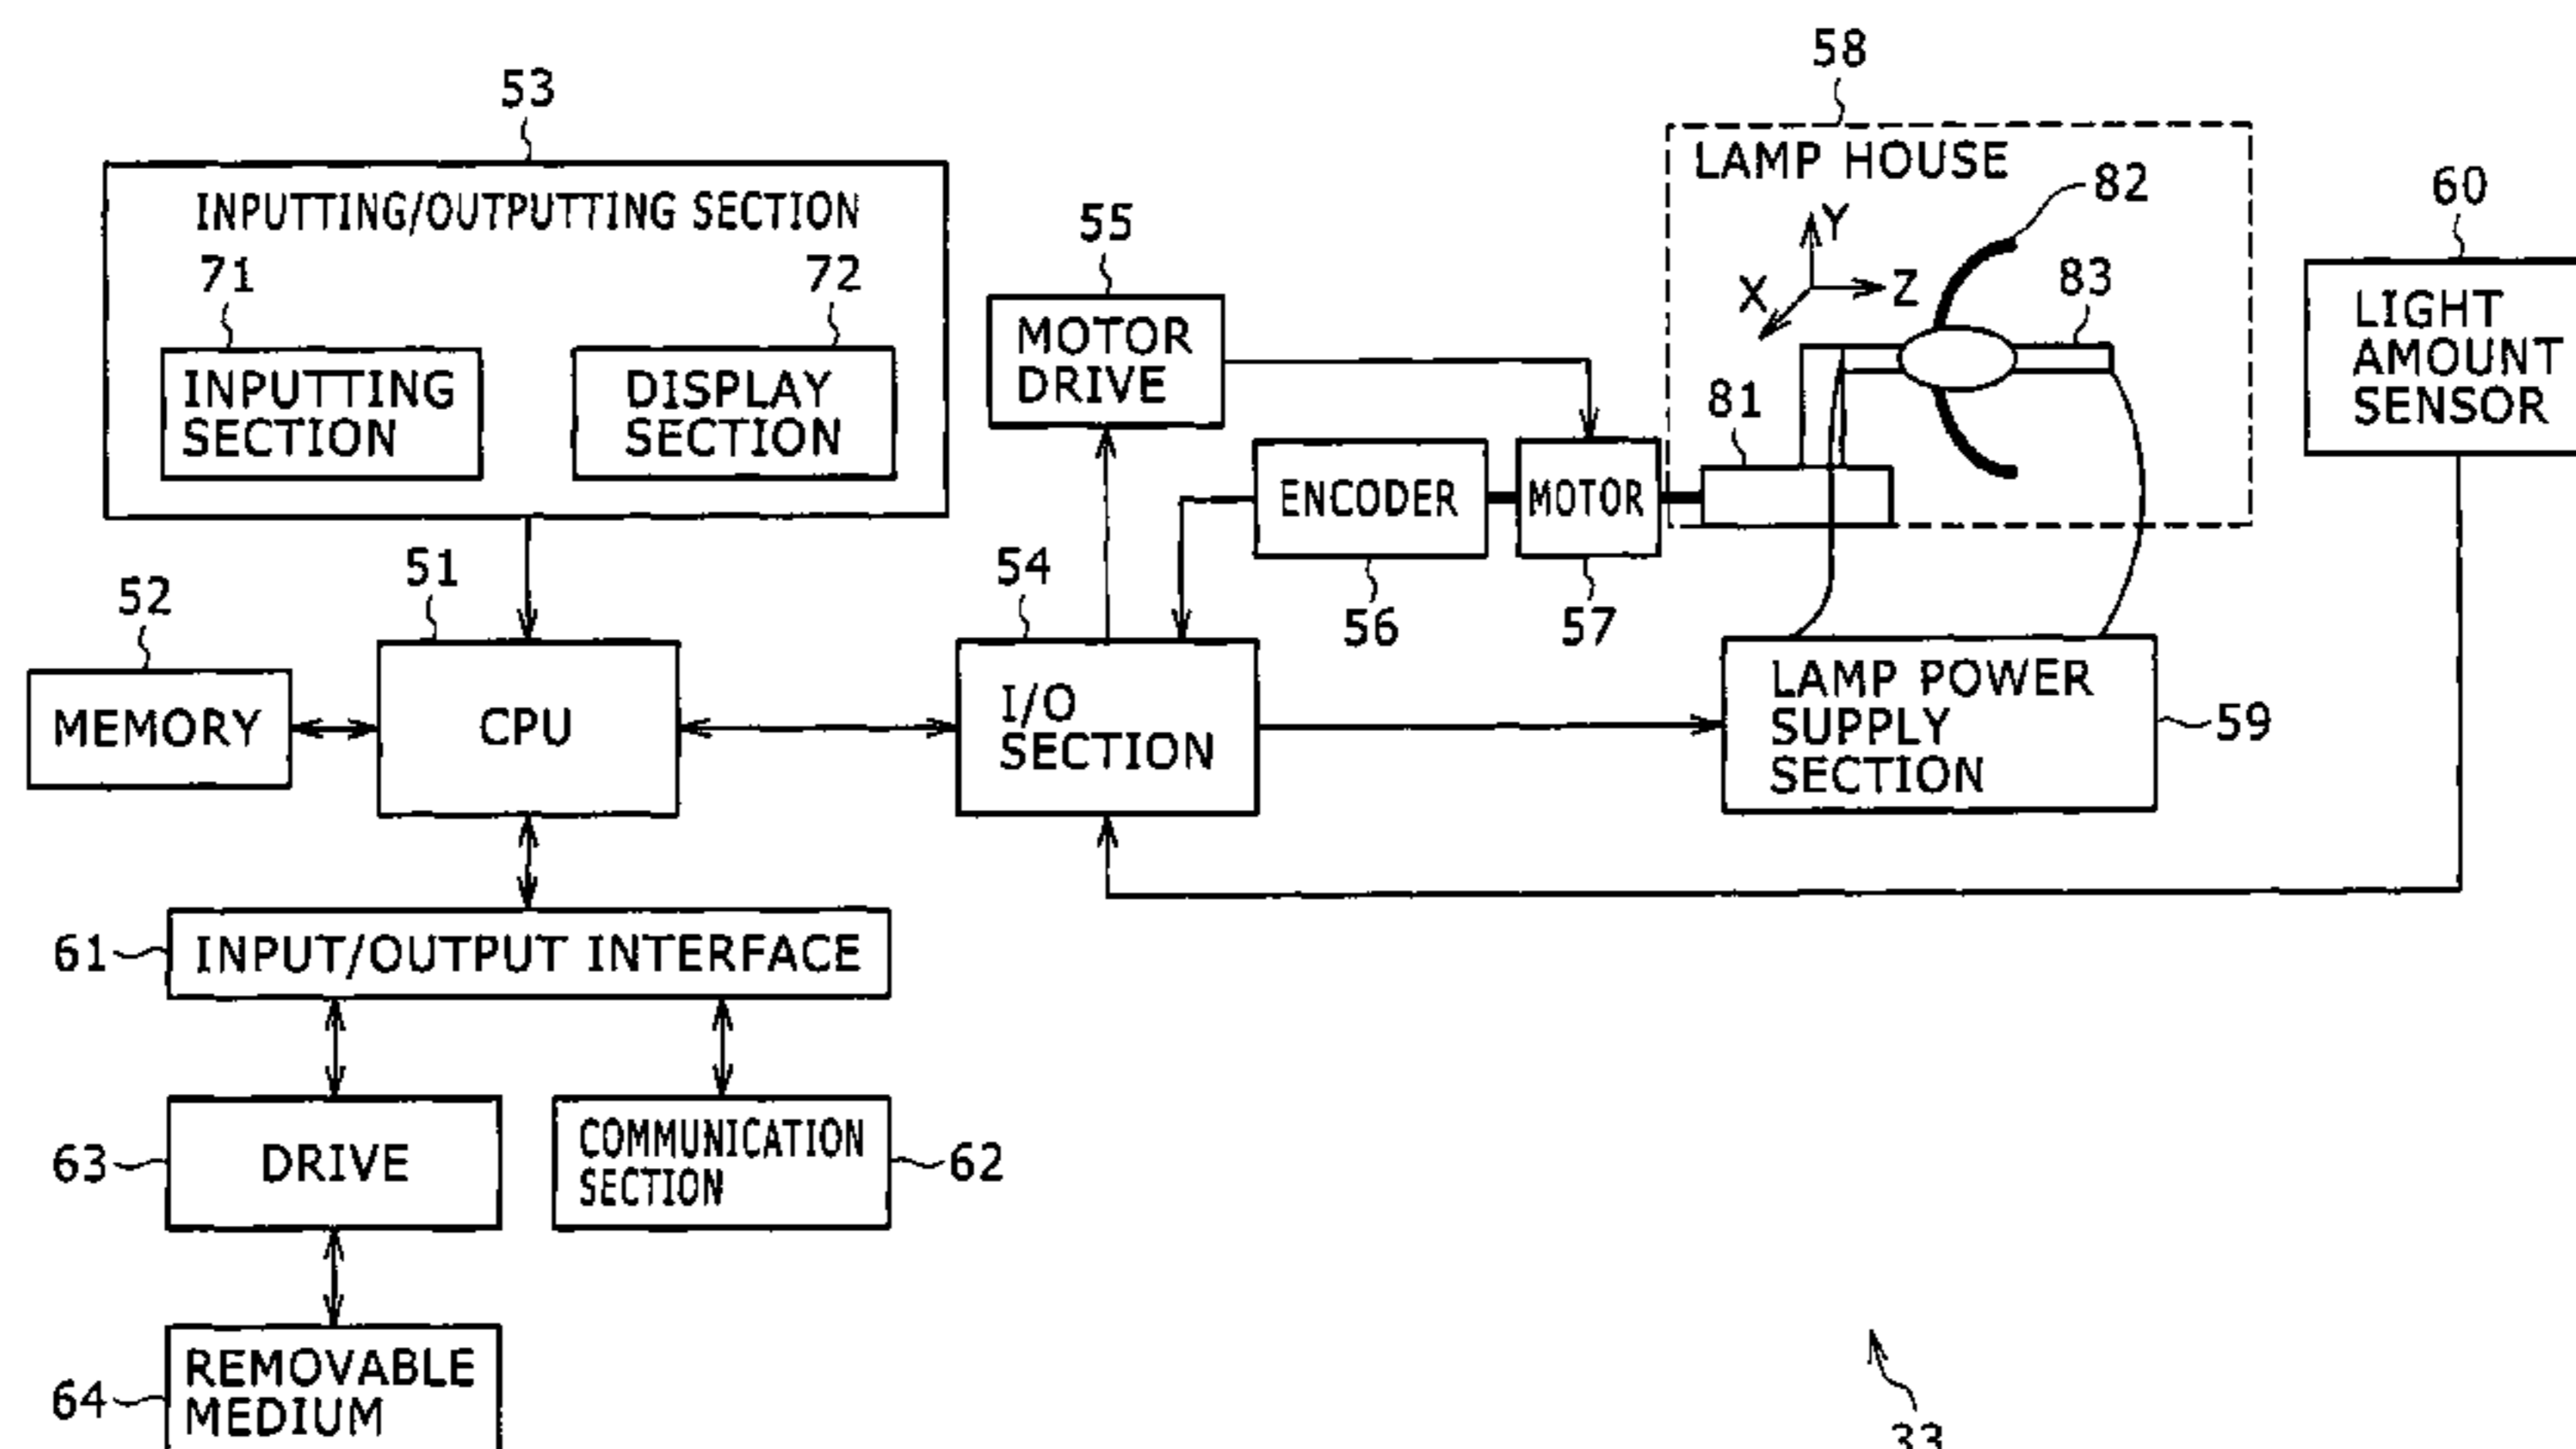 53
INPUTTING/OUTPUTTING SECTION
71
72
INPUTTING
SECTION
DISPLAY
SECTION
55
MOTOR
DRIVE
58
LAMP HOUSE
82
Y
X
Z
83
81
60
LIGHT
AMOUNT
SENSOR
ENCODER
MOTOR
56
57
52
MEMORY
51
CPU
54
I/O
SECTION
LAMP POWER
SUPPLY
SECTION
59
61
INPUT/OUTPUT INTERFACE
63
DRIVE
COMMUNICATION
SECTION
62
64
REMOVABLE
MEDIUM
33